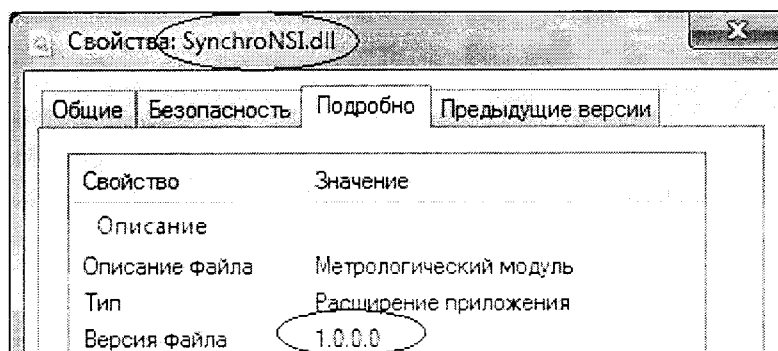 Свойства: SynchroNSI.dll
Общие Безопасность Подробно Предыдущие версии
Свойство Значение
Описание
Описание файла Метрологический модуль
Тип Расширение приложения
Версия файла 1.0.0.0